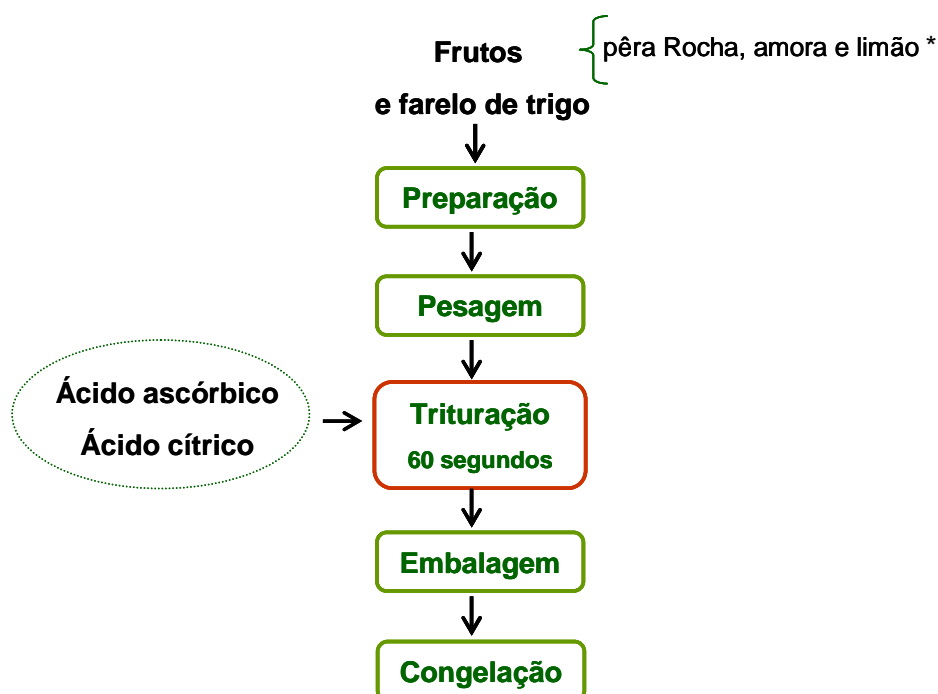 Frutos
pêra Rocha, amora e limão *
e farelo de trigo
Preparação
Pesagem
Ácido ascórbico
Ácido cítrico
Trituração
60 segundos
Embalagem
Congelação